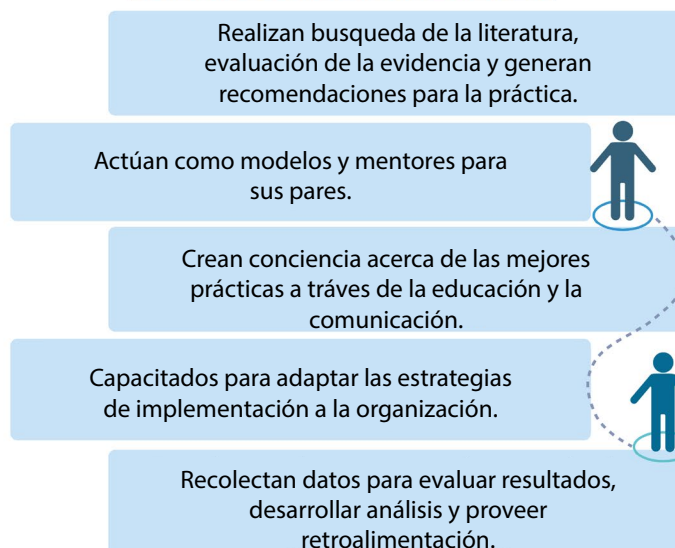 Realizan busqueda de la literatura,
evaluación de la evidencia y generan
recomendaciones para la práctica.
Actúan como modelos y mentores para
sus pares.
Crean conciencia acerca de las mejores
prácticas a tráves de la educación y la
comunicación.
Capacitados para adaptar las estrategias
de implementación a la organización.
Recolectan datos para evaluar resultados,
desarrollar análisis y proveer
retroalimentación.